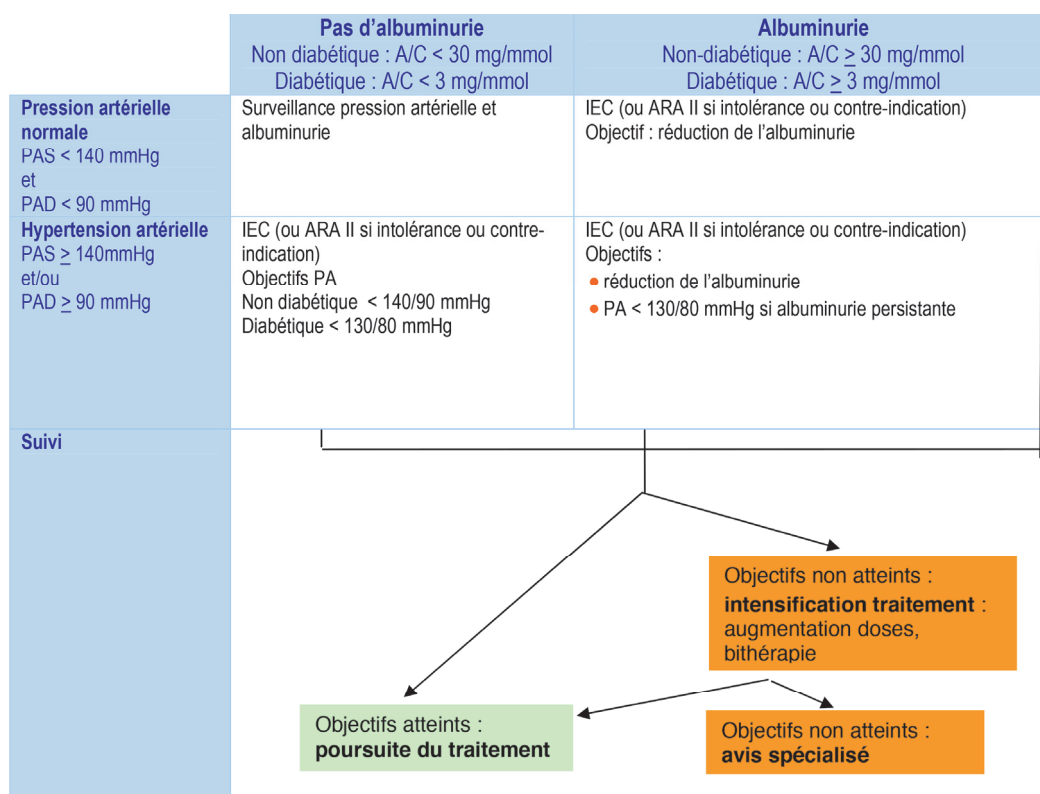 Pas d’albuminurie
Non diabétique : A/C < 30 mg/mmol
Diabétique : A/C < 3 mg/mmol
Albuminurie
Non-diabétique : A/C ≥ 30 mg/mmol
Diabétique : A/C ≥ 3 mg/mmol
Pression artérielle
normale
PAS < 140 mmHg
et
PAD < 90 mmHg
Surveillance pression artérielle et
albuminurie
IEC (ou ARA II si intolérance ou contre-indication)
Objectif : réduction de l’albuminurie
Hypertension artérielle
PAS ≥ 140mmHg
et/ou
PAD ≥ 90 mmHg
IEC (ou ARA II si intolérance ou contre-
indication)
Objectifs PA
Non diabétique < 140/90 mmHg
Diabétique < 130/80 mmHg
IEC (ou ARA II si intolérance ou contre-indication)
Objectifs :
• réduction de l’albuminurie
• PA < 130/80 mmHg si albuminurie persistante
Suivi
Objectifs non atteints :
intensification traitement :
augmentation doses,
bithérapie
Objectifs atteints :
poursuite du traitement
Objectifs non atteints :
avis spécialisé